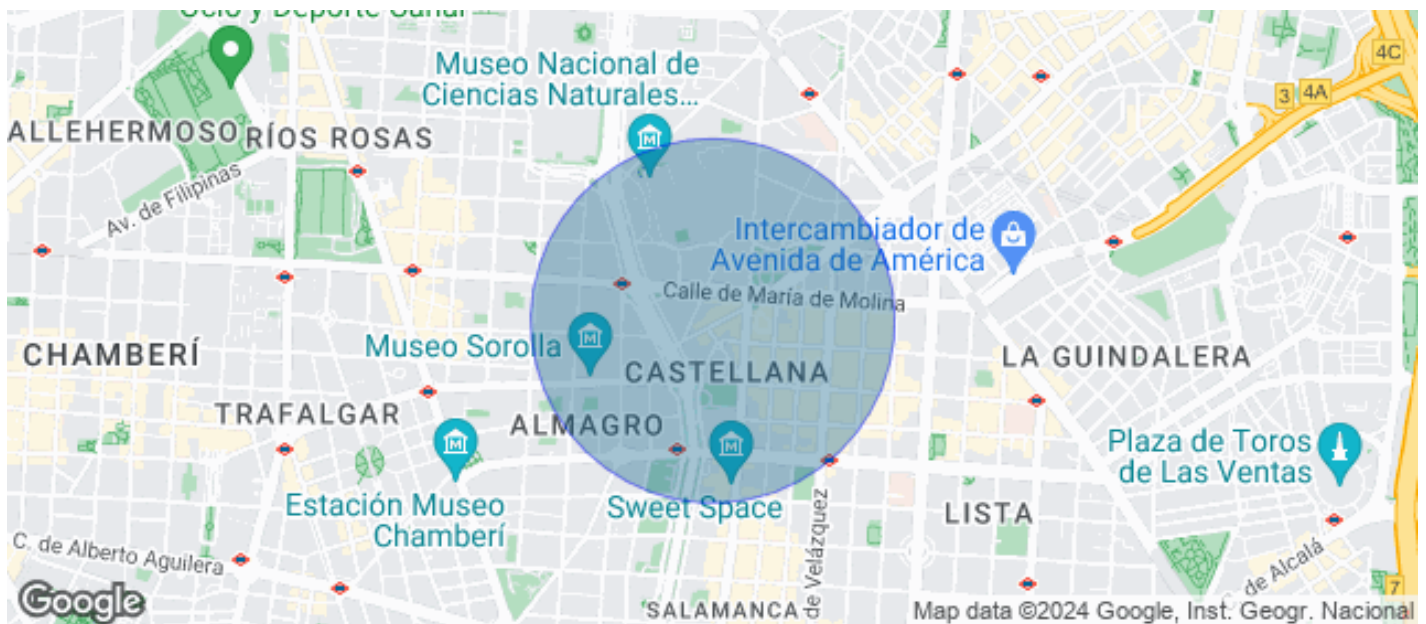 Ocio y Deporte Canal
Museo Nacional de
Ciencias Naturales...
4C
3
4A
ALLEHERMOSO
RÍOS ROSAS
Av. de Filipinas
Intercambiador de
Avenida de América
Calle de María de Molina
Museo Sorolla
CHAMBERÍ
CASTELLANA
LA GUINDALERA
TRAFALGAR
ALMAGRO
Plaza de Toros
de Las Ventas
Estación Museo
Chamberí
Sweet Space
LISTA
C. de Alberto Aguilera
de Velázquez
C. de Alcalá
7
Google
SALAMANCA
Map data ©2024 Google, Inst. Geogr. Nacional